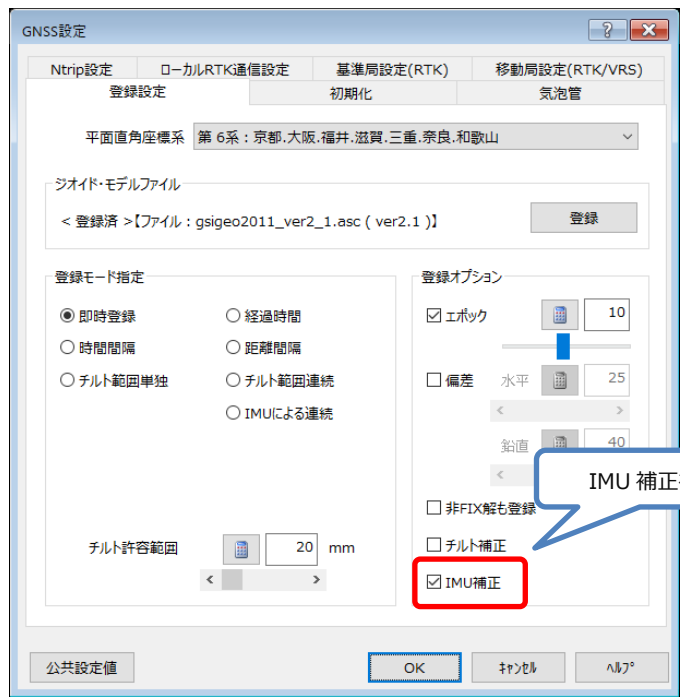 GNSS設定
Ntrip設定 ローカルRTK通信設定 基準局設定(RTK) 移動局設定(RTK/VRS)
登録設定 初期化 気泡管
平面直角座標系 第 6系 : 京都.大阪.福井.滋賀.三重.奈良.和歌山
ジオイド・モデルファイル
< 登録済 >【ファイル : gsigeo2011_ver2_1.asc ( ver2.1 )】 登録
登録モード指定
即時登録 経過時間
時間間隔 距離間隔
チルト範囲単独 チルト範囲連続
IMUによる連続
チルト許容範囲 20 mm
登録オプション
エポック 10
偏差 水平 25
鉛直 40
IMU 補正
非FIX解も登録
チルト補正
IMU補正
公共設定値 OK ｷｬﾝｾﾙ ﾍﾙﾌﾟ